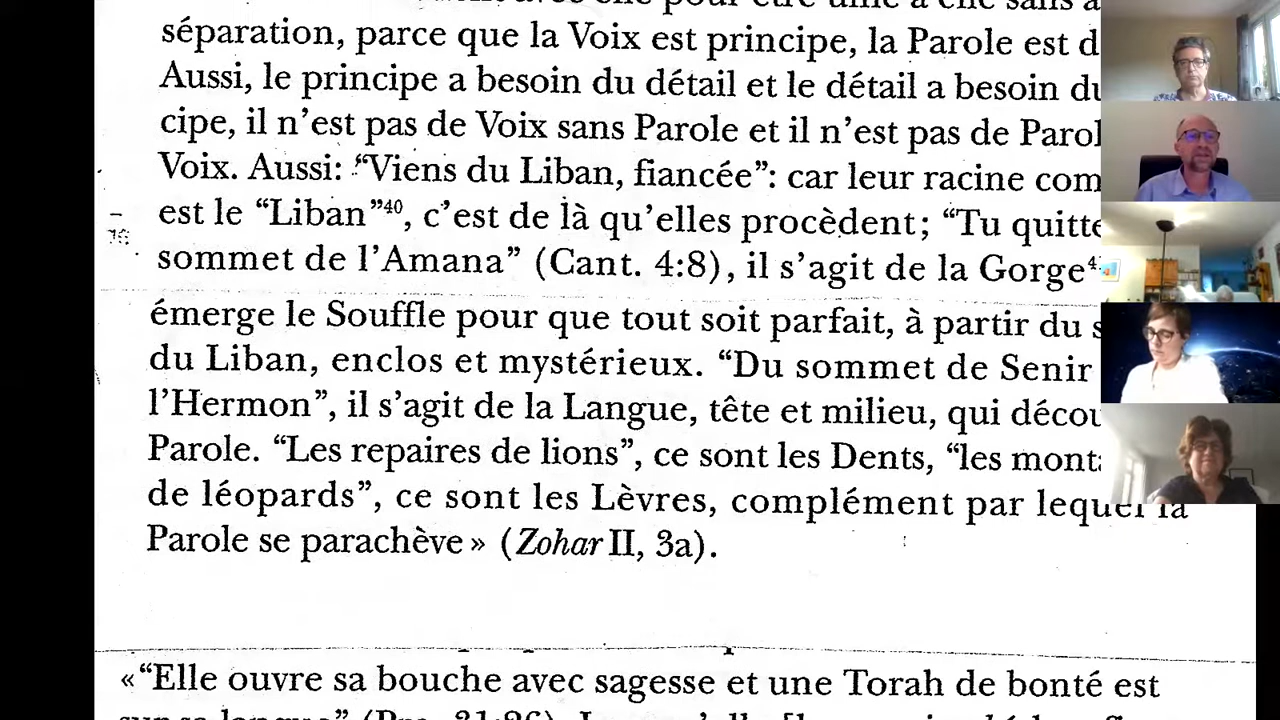 séparation, parce que la Voix est principe, la Parole est d
Aussi, le principe a besoin du détail et le détail a besoin du
cipe, il n'est pas de Voix sans Parole et il n'est pas de Parol
Voix. Aussi: “Viens du Liban, fiancée”: car leur racine com
est le “Liban”40, c'est de là qu'elles procèdent; “Tu quitte
sommet de l'Amana” (Cant. 4:8), il s'agit de la Gorge4
émerge le Souffle pour que tout soit parfait, à partir du s
du Liban, enclos et mystérieux. “Du sommet de Senir
l'Hermon”, il s'agit de la Langue, tête et milieu, qui décou
Parole. “Les repaires de lions”, ce sont les Dents, “les monta
de léopards”, ce sont les Lèvres, complément par lequel la
Parole se parachève» (Zohar II, 3a).
«“Elle ouvre sa bouche avec sagesse et une Torah de bonté est